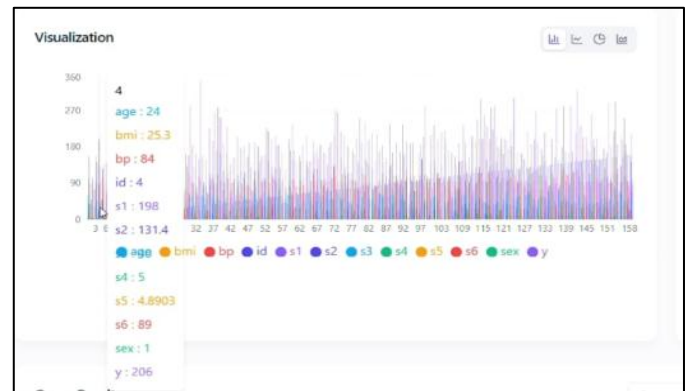 Visualization
360
270
180
90
0
4
age : 24
bmi : 25.3
bp : 84
id : 4
s1 : 198
s2 : 131.4
s4 : 5
s5 : 4.8903
s6 : 89
sex : 1
y : 206
3 6 32 37 42 47 52 57 62 67 72 77 82 87 92 97 103 109 115 121 127 133 139 145 151 158
age bmi bp id s1 s2 s3 s4 s5 s6 sex y